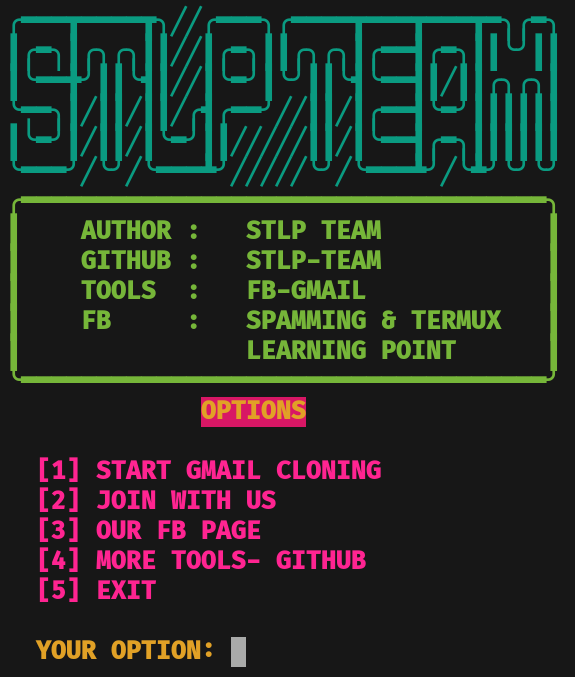 STLPTEAM
AUTHOR : STLP TEAM
GITHUB : STLP-TEAM
TOOLS : FB-GMAIL
FB : SPAMMING & TERMUX
LEARNING POINT
OPTIONS
[1] START GMAIL CLONING
[2] JOIN WITH US
[3] OUR FB PAGE
[4] MORE TOOLS- GITHUB
[5] EXIT
YOUR OPTION: